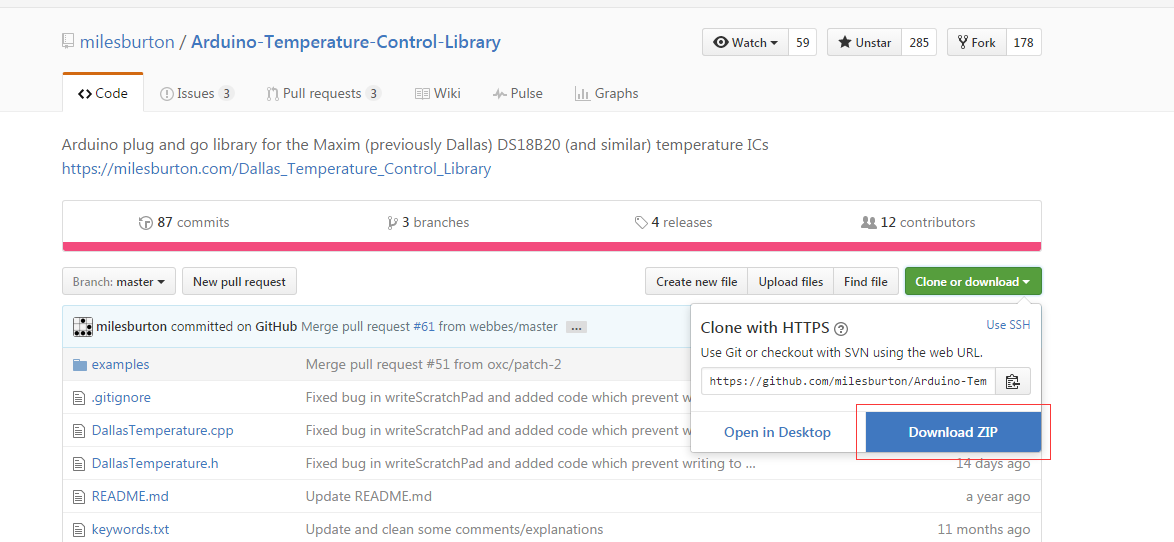 milesburton / Arduino-Temperature-Control-Library
Watch 59 Unstar 285 Fork 178
Code Issues 3 Pull requests 3 Wiki Pulse Graphs
Arduino plug and go library for the Maxim (previously Dallas) DS18B20 (and similar) temperature ICs
https://milesburton.com/Dallas_Temperature_Control_Library
87 commits 3 branches 4 releases 12 contributors
Branch: master New pull request Create new file Upload files Find file Clone or download
milesburton committed on GitHub Merge pull request #61 from webbes/master ...
Clone with HTTPS ? Use SSH
Use Git or checkout with SVN using the web URL.
https://github.com/milesburton/Arduino-Tem
Open in Desktop Download ZIP
examples Merge pull request #51 from oxc/patch-2
.gitignore Fixed bug in writeScratchPad and added code which prevent w
DallasTemperature.cpp Fixed bug in writeScratchPad and added code which prevent w
DallasTemperature.h Fixed bug in writeScratchPad and added code which prevent writing to ... 14 days ago
README.md Update README.md a year ago
keywords.txt Update and clean some comments/explanations 11 months ago